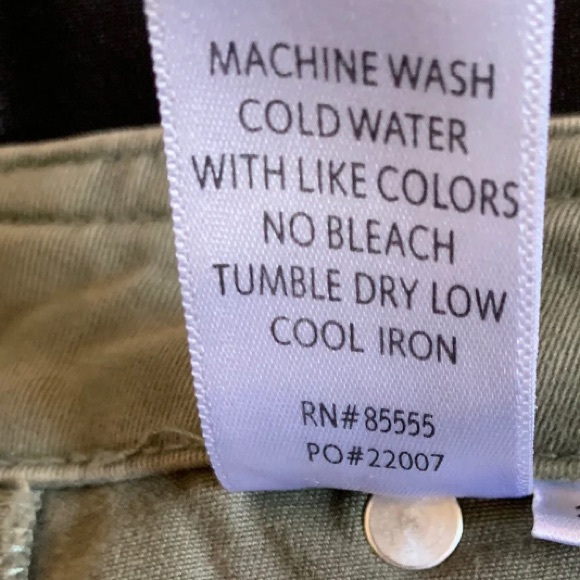 MACHINE WASH
COLD WATER
WITH LIKE COLORS
NO BLEACH
TUMBLE DRY LOW
COOL IRON
RN#85555
PO#22007